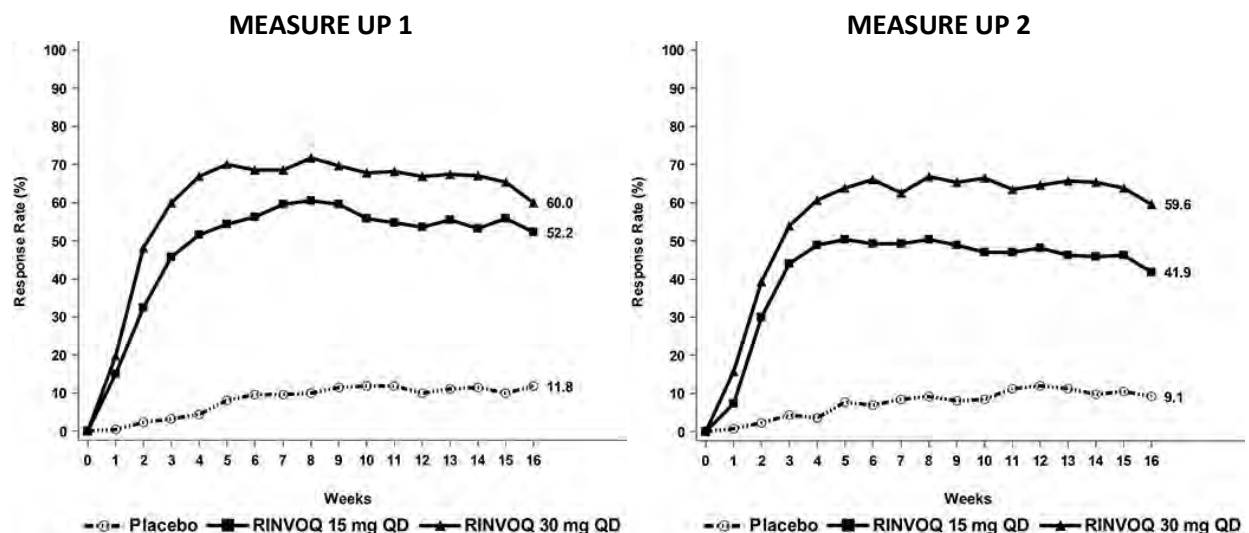 MEASURE UP 1
MEASURE UP 2
Response Rate (%)
100
90
80
70
60
50
40
30
20
10
0
60.0
52.2
11.8
0 1 2 3 4 5 6 7 8 9 10 11 12 13 14 15 16
Weeks
Placebo RINVOQ 15 mg QD RINVOQ 30 mg QD
Response Rate (%)
100
90
80
70
60
50
40
30
20
10
0
59.6
41.9
9.1
0 1 2 3 4 5 6 7 8 9 10 11 12 13 14 15 16
Weeks
Placebo RINVOQ 15 mg QD RINVOQ 30 mg QD